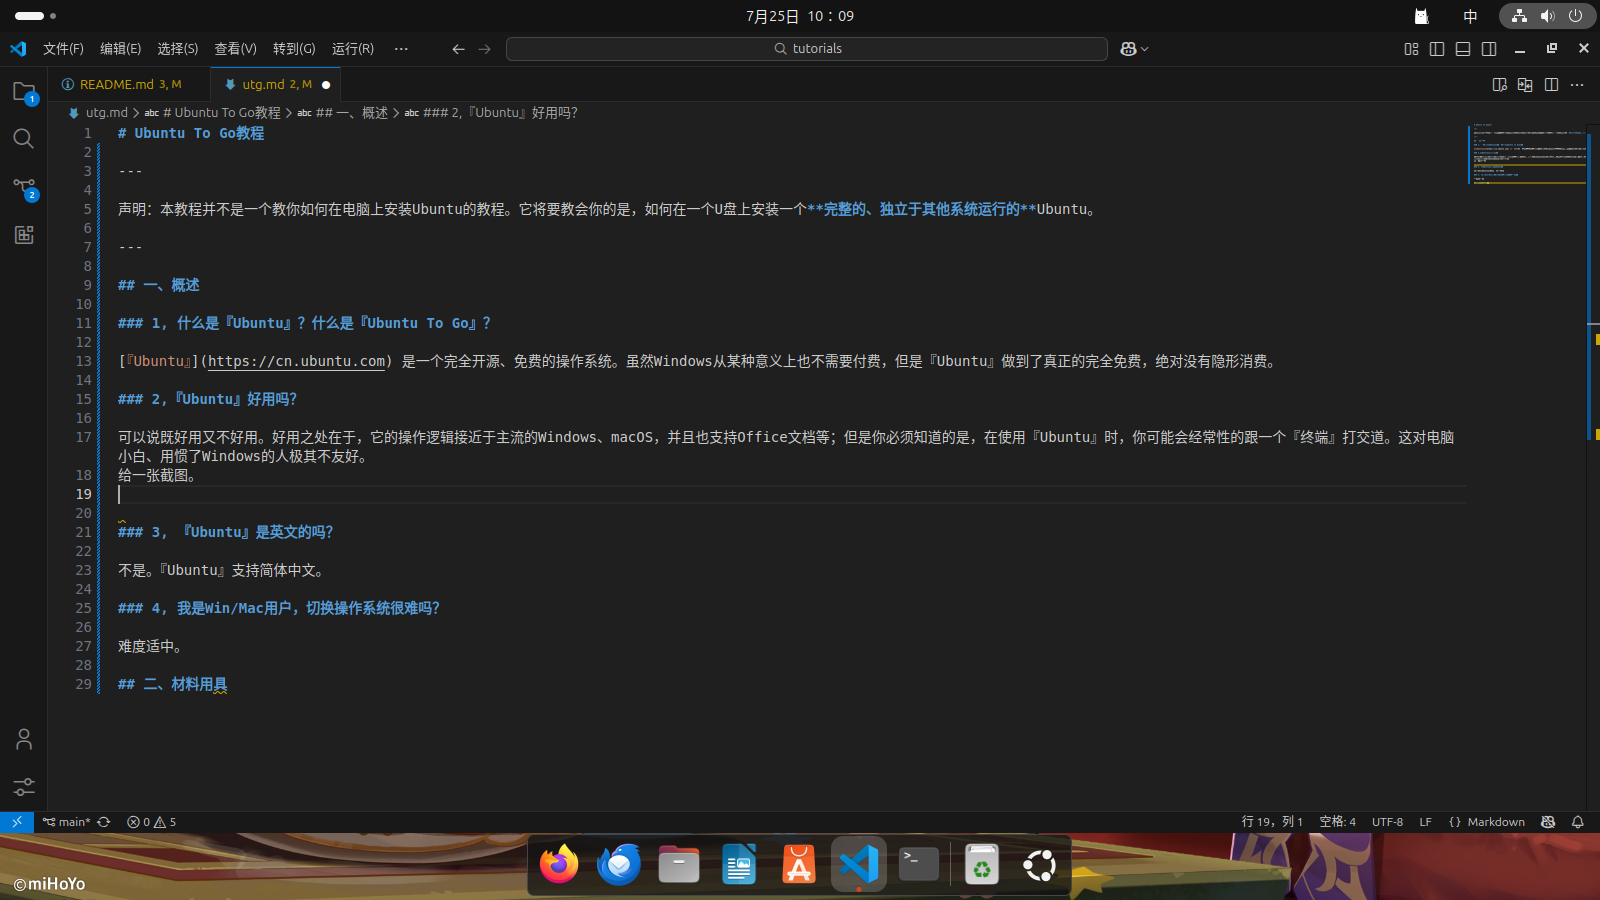 7月25日 10：09
中
文件(F) 编辑(E) 选择(S) 查看(V) 转到(G) 运行(R) ···
tutorials
README.md 3, M
utg.md 2, M
utg.md > abc # Ubuntu To Go教程 > abc ## 一、概述 > abc ### 2,『Ubuntu』好用吗？
1 # Ubuntu To Go教程
2
3 ---
4
5 声明：本教程并不是一个教你如何在电脑上安装Ubuntu的教程。它将要教会你的是，如何在一个U盘上安装一个**完整的、独立于其他系统运行的**Ubuntu。
6
7 ---
8
9 ## 一、概述
10
11 ### 1, 什么是『Ubuntu』？什么是『Ubuntu To Go』？
12
13 [『Ubuntu』](https://cn.ubuntu.com) 是一个完全开源、免费的操作系统。虽然Windows从某种意义上也不需要付费，但是『Ubuntu』做到了真正的完全免费，绝对没有隐形消费。
14
15 ### 2,『Ubuntu』好用吗？
16
17 可以说既好用又不好用。好用之处在于，它的操作逻辑接近于主流的Windows、macOS，并且也支持Office文档等；但是你必须知道的是，在使用『Ubuntu』时，你可能会经常性的跟一个『终端』打交道。这对电脑
小白、用惯了Windows的人极其不友好。
18 给一张截图。
19
20
21 ### 3, 『Ubuntu』是英文的吗？
22
23 不是。『Ubuntu』支持简体中文。
24
25 ### 4, 我是Win/Mac用户，切换操作系统很难吗？
26
27 难度适中。
28
29 ## 二、材料用具
1
2
main* 0 5
行 19，列 1 空格: 4 UTF-8 LF {} Markdown
©miHoYo